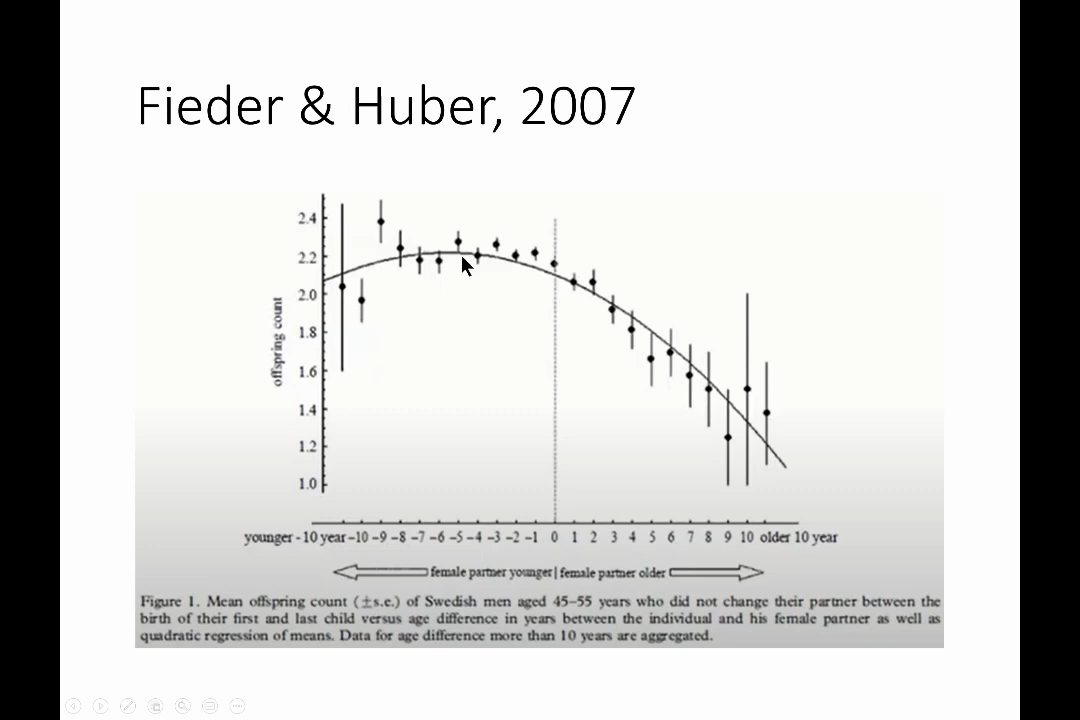 Fieder & Huber, 2007
2.4
2.2
2.0
1.8
1.6
1.4
1.2
1.0
offspring count
younger - 10 year -10 -9 -8 -7 -6 -5 -4 -3 -2 -1 0 1 2 3 4 5 6 7 8 9 10 older 10 year
female partner younger | female partner older
Figure 1. Mean offspring count (±s.e.) of Swedish men aged 45–55 years who did not change their partner between the
birth of their first and last child versus age difference in years between the individual and his female partner as well as
quadratic regression of means. Data for age difference more than 10 years are aggregated.